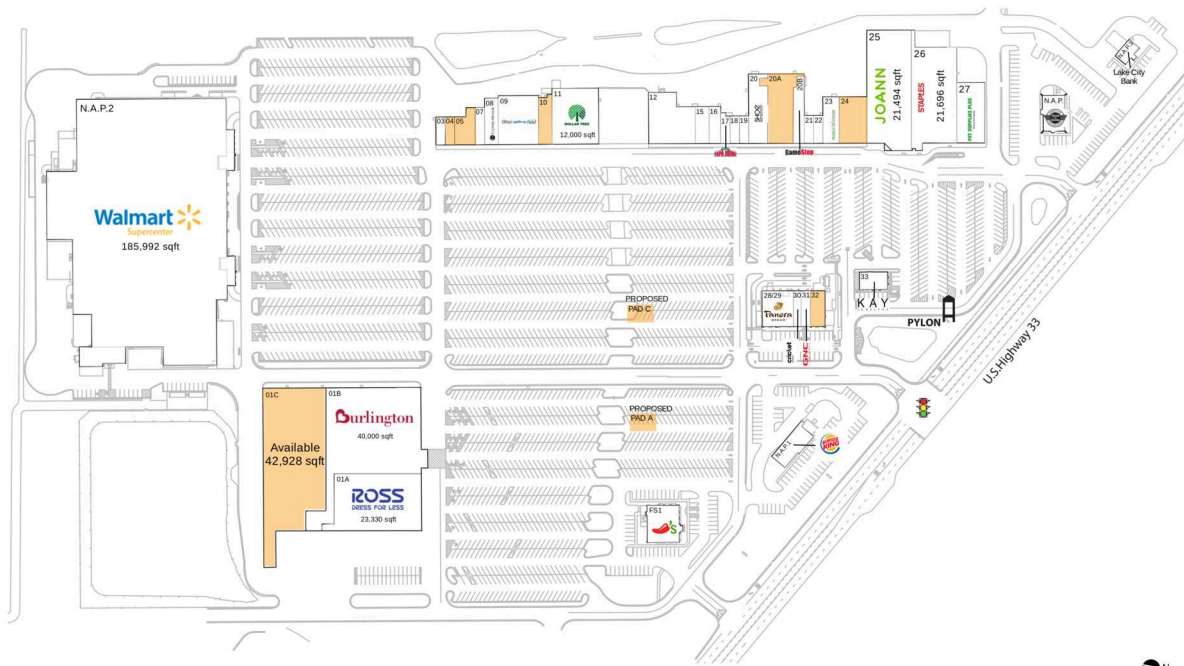 N.A.P.2
Walmart
Supercenter
185,992 sqft
03
04
05
07
08
09
10
11
DOLLAR TREE
12,000 sqft
12
15
16
17
18
19
20
SHOE
20A
20B
GameStop
21
22
23
24
25
JOANN
21,494 sqft
26
STAPLES
21,696 sqft
27
PET SUPPLIES PLUS
N.A.P.
N.A.P.3
Lake City
Bank
28/29
Panera
BREAD
30
31
32
cricket
GNC
33
KAY
PYLON
U.S.Highway 33
PROPOSED
PAD C
PROPOSED
PAD A
01C
Available
42,928 sqft
01B
Burlington
40,000 sqft
01A
ROSS
DRESS FOR LESS
23,330 sqft
FS1
'S
N.A.P.1
BURGER
KING
N